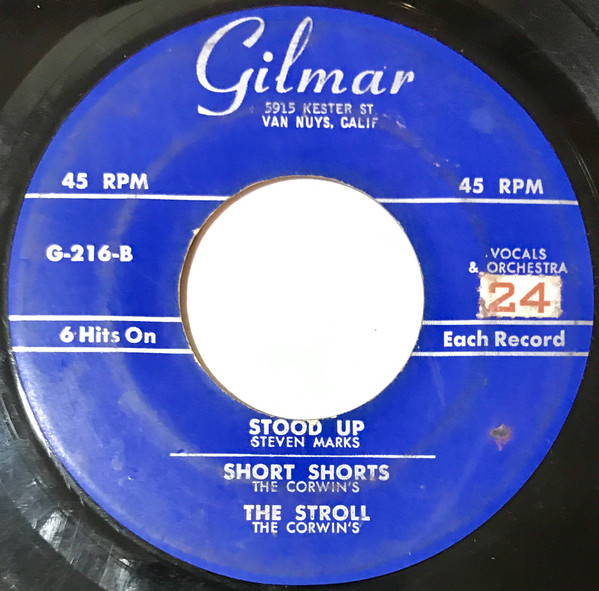 Gilmar
5915 KESTER ST.
VAN NUYS, CALIF
45 RPM
45 RPM
G-216-B
VOCALS
& ORCHESTRA
24
6 Hits On
Each Record
STOOD UP
STEVEN MARKS
SHORT SHORTS
THE CORWIN'S
THE STROLL
THE CORWIN'S